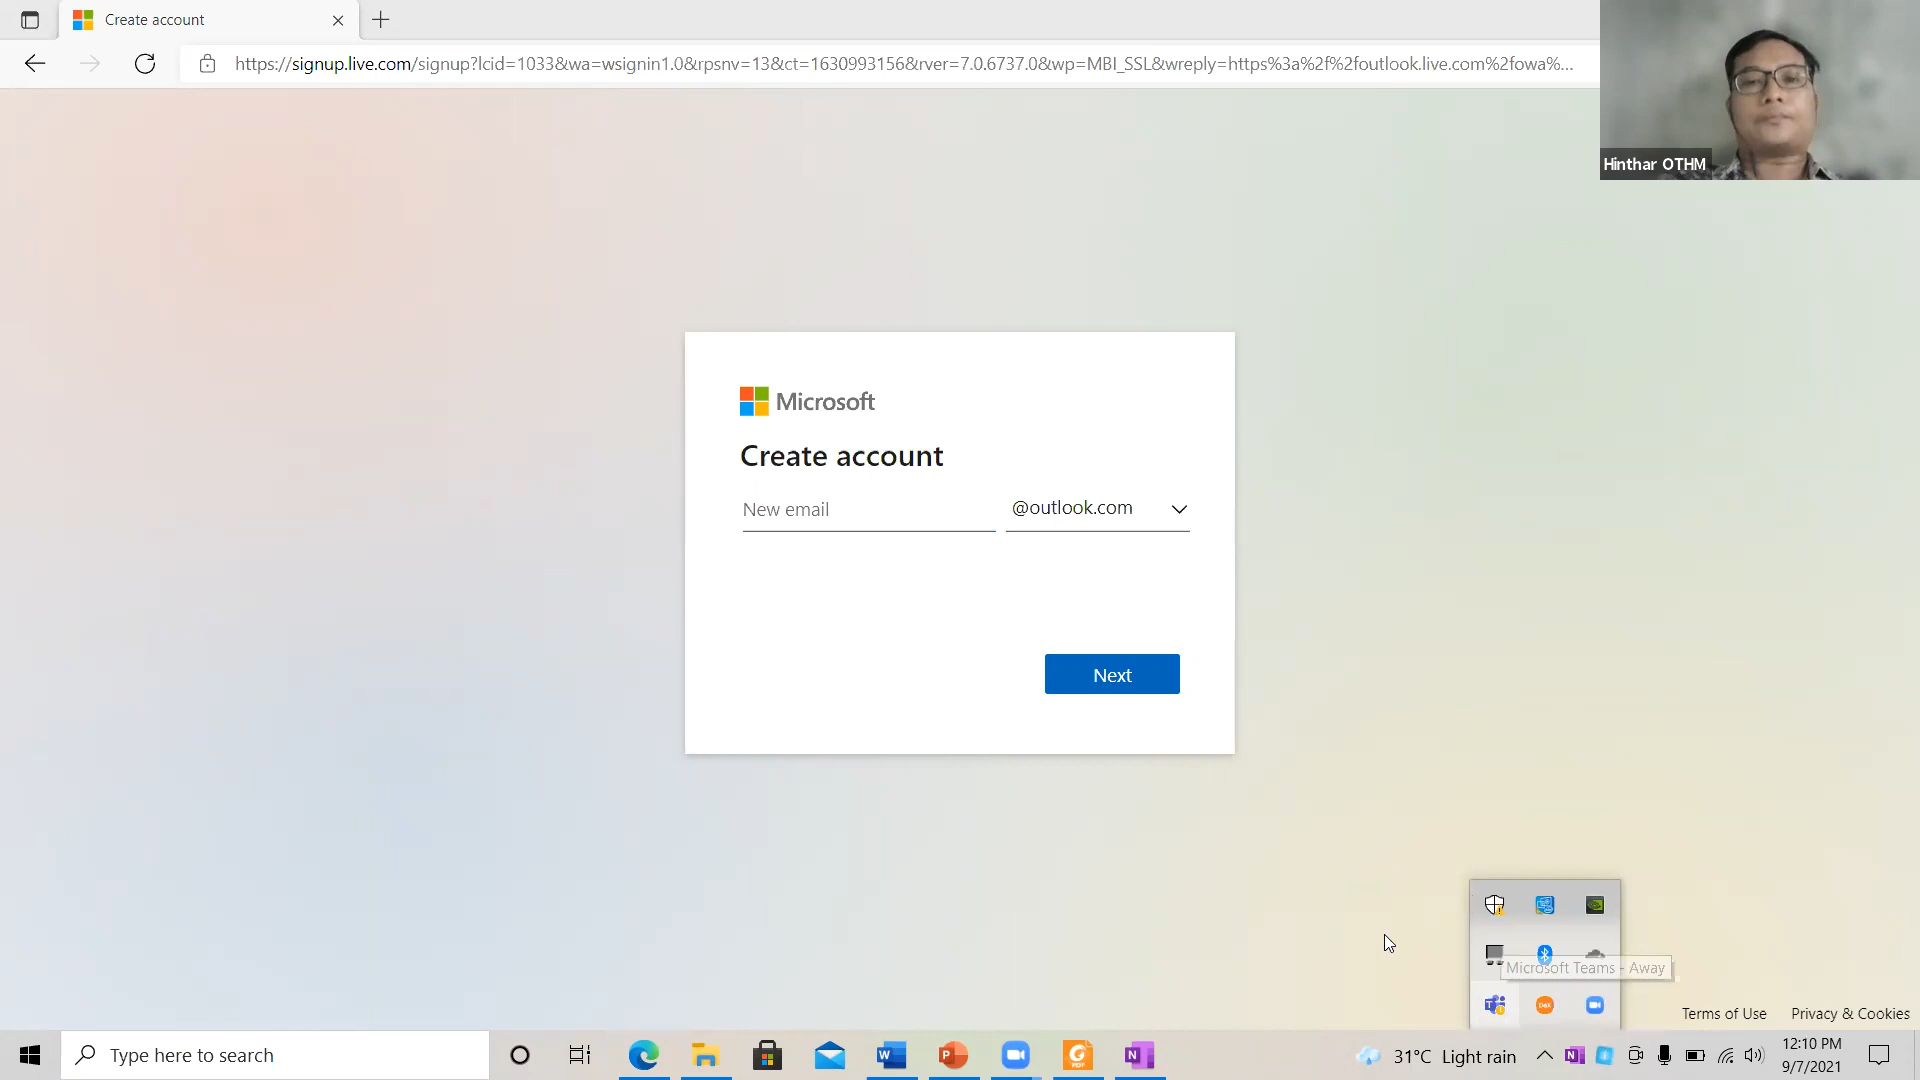 Create account
https://signup.live.com/signup?lcid=1033&wa=wsignin1.0&rpsnv=13&ct=1630993156&rver=7.0.6737.0&wp=MBI_SSL&wreply=https%3a%2f%2foutlook.live.com%2fowa%...
Hinthar OTHM
Microsoft
Create account
New email
@outlook.com
Next
Microsoft Teams - Away
Terms of Use
Privacy & Cookies
Type here to search
31°C Light rain
12:10 PM
9/7/2021